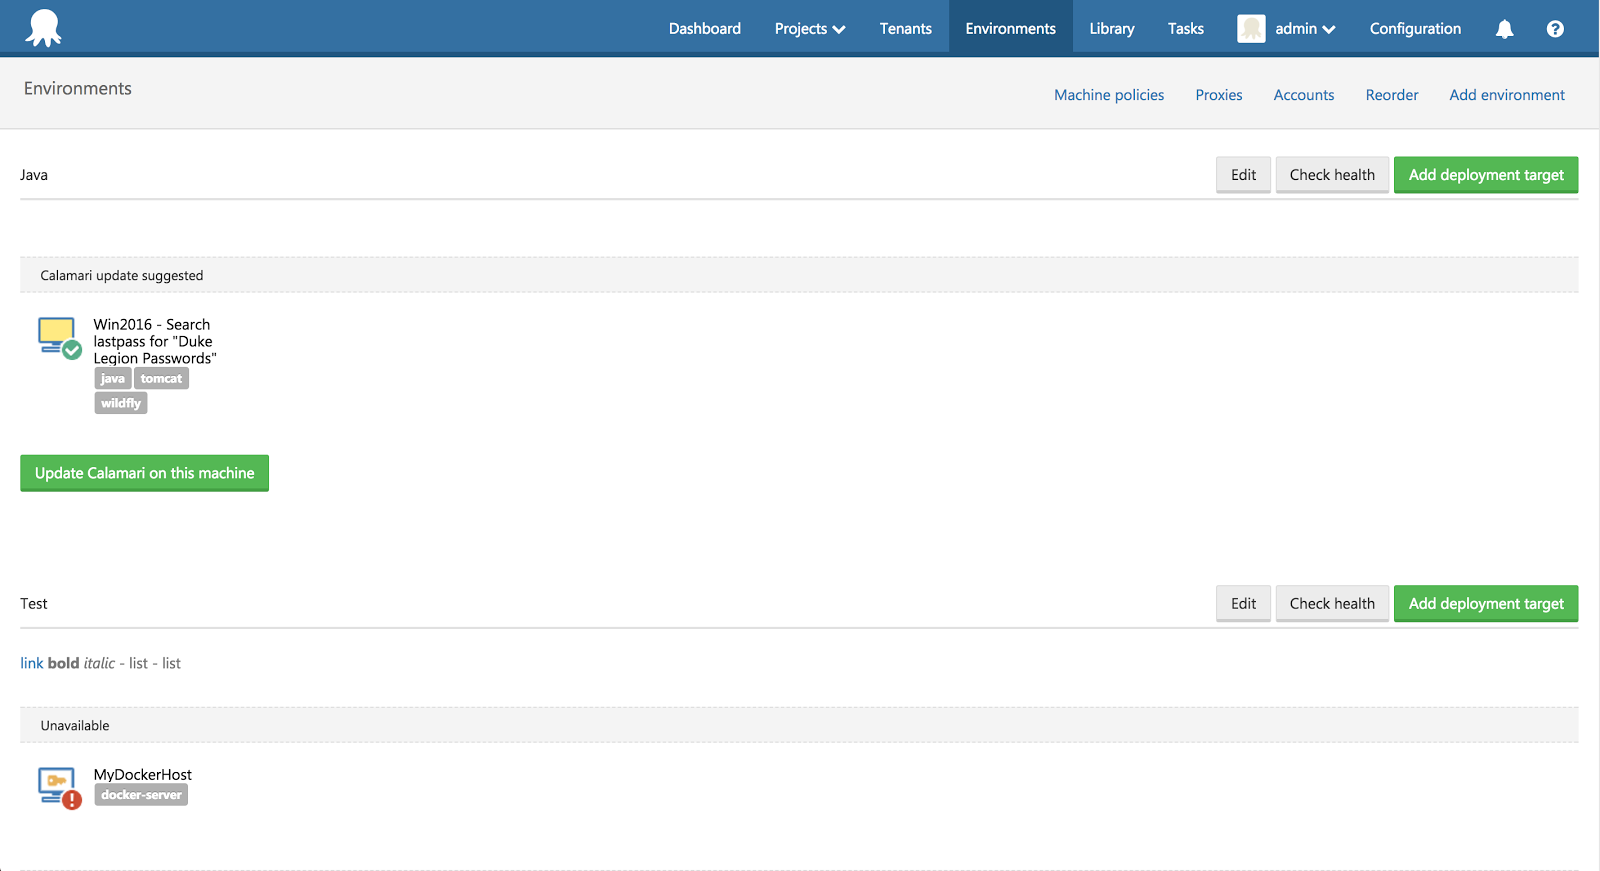 Dashboard Projects Tenants Environments Library Tasks admin Configuration
Environments
Machine policies Proxies Accounts Reorder Add environment
Java
Edit Check health Add deployment target
Calamari update suggested
Win2016 - Search
lastpass for "Duke
Legion Passwords"
java tomcat
wildfly
Update Calamari on this machine
Test
Edit Check health Add deployment target
link bold italic - list - list
Unavailable
MyDockerHost
docker-server